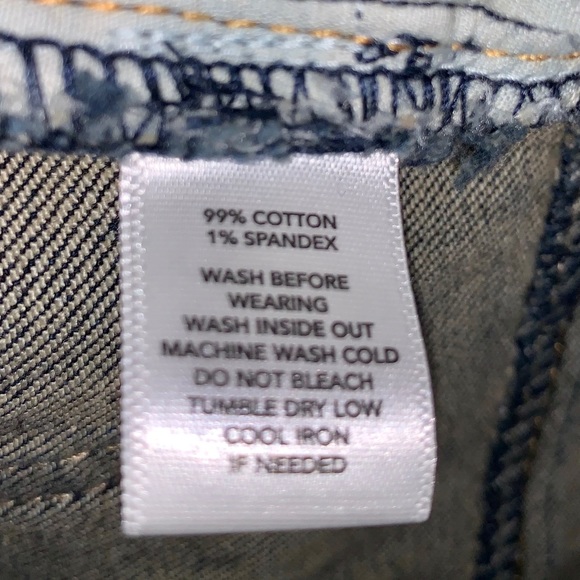 99% COTTON
1% SPANDEX
WASH BEFORE
WEARING
WASH INSIDE OUT
MACHINE WASH COLD
DO NOT BLEACH
TUMBLE DRY LOW
COOL IRON
IF NEEDED